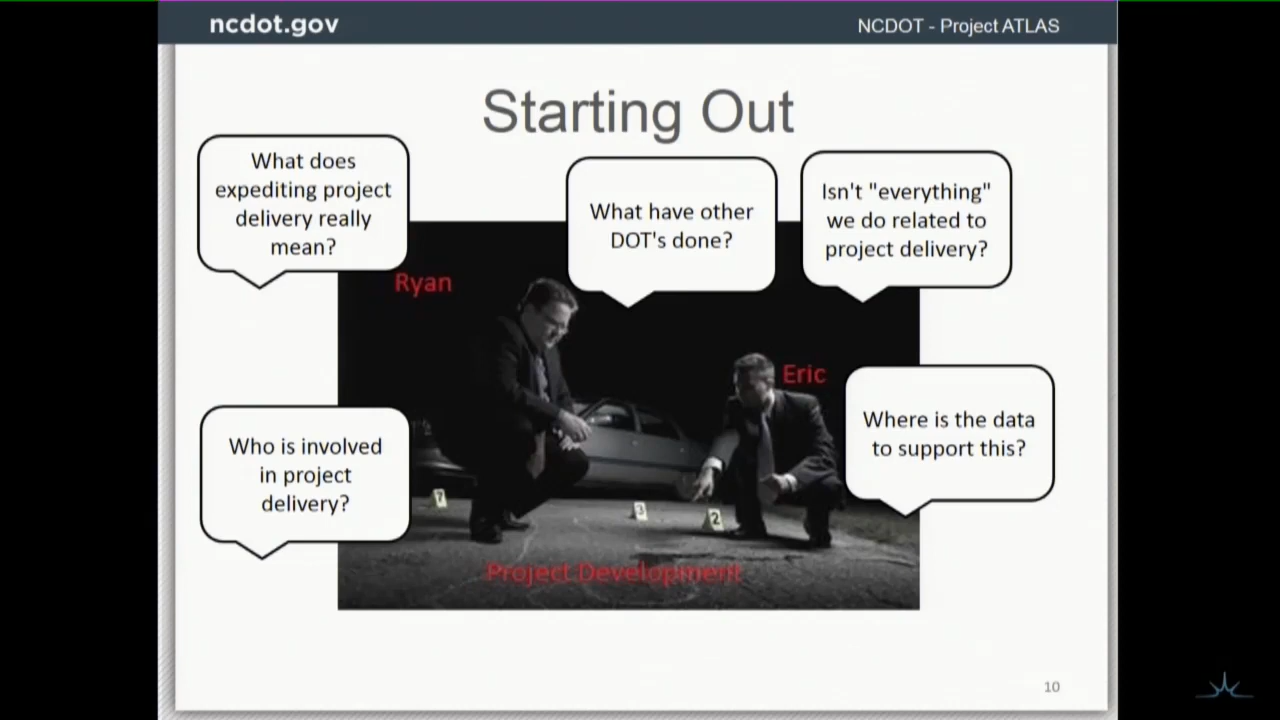 ncdot.gov
NCDOT - Project ATLAS
Starting Out
What does
expediting project
delivery really
mean?
What have other
DOT's done?
Isn't "everything"
we do related to
project delivery?
Ryan
Eric
Who is involved
in project
delivery?
Where is the data
to support this?
7
3
2
Project Development
10